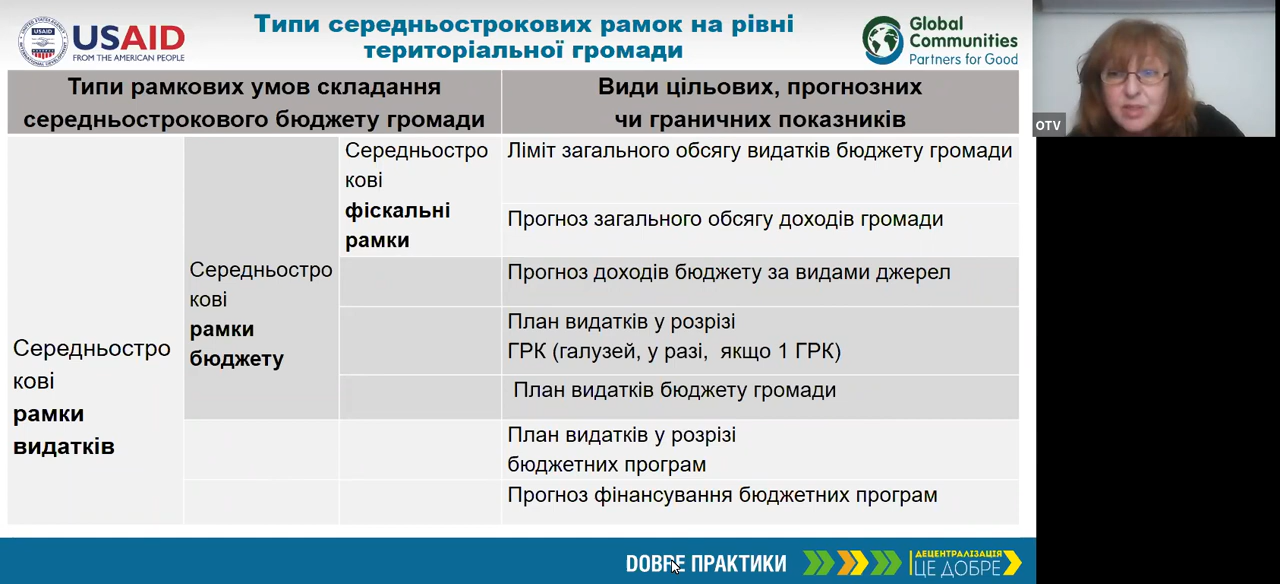 USAID
FROM THE AMERICAN PEOPLE
Типи середньострокових рамок на рівні
територіальної громади
Global
Communities
Partners for Good
OTV
Типи рамкових умов складання
середньострокового бюджету громади
Види цільових, прогнозних
чи граничних показників
Середньостро
кові
рамки
видатків
Середньостро
кові
рамки
бюджету
Середньостро
кові
фіскальні
рамки
Ліміт загального обсягу видатків бюджету громади
Прогноз загального обсягу доходів громади
Прогноз доходів бюджету за видами джерел
План видатків у розрізі
ГРК (галузей, у разі, якщо 1 ГРК)
План видатків бюджету громади
План видатків у розрізі
бюджетних програм
Прогноз фінансування бюджетних програм
DOBRE ПРАКТИКИ
ДЕЦЕНТРАЛІЗАЦІЯ
ЦЕ ДОБРЕ